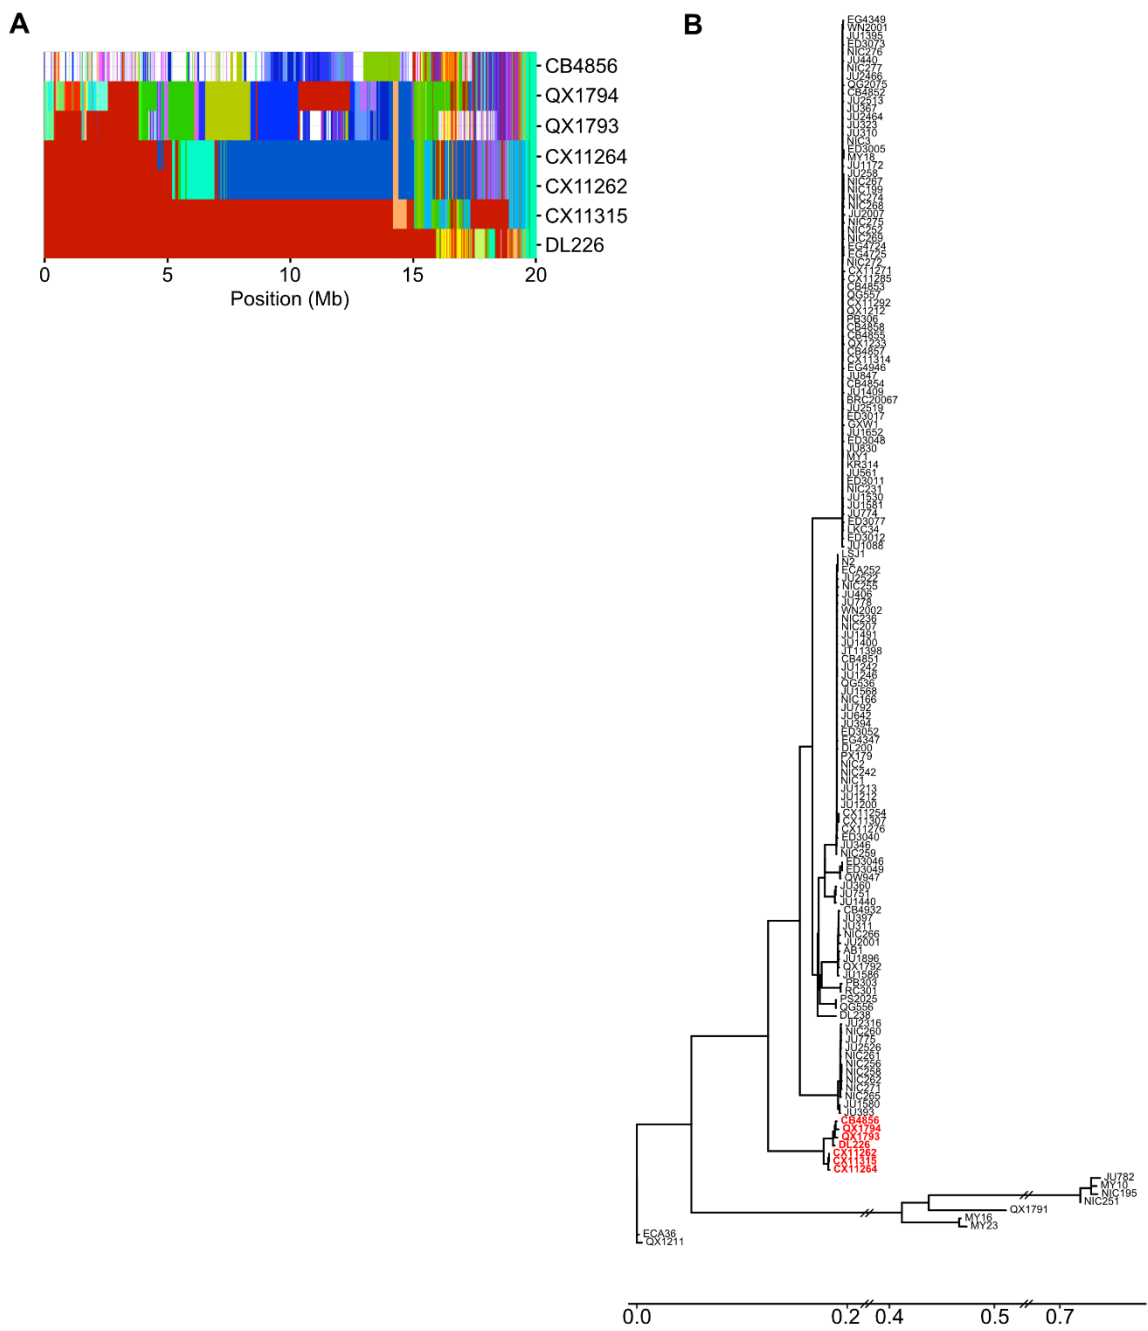 A
CB4856
QX1794
QX1793
CX11264
CX11262
CX11315
DL226
0
5
10
15
20
Position (Mb)
B
EG4349
WN2001
JU1395
ED3073
NIC276
JU440
NIC277
JU2466
QG2075
CB4852
JU2513
JU367
JU2464
JU323
JU310
NIC3
ED3005
MY18
JU1172
JU258
NIC267
NIC199
NIC274
NIC268
JU2007
NIC275
NIC252
NIC269
EG4724
EG4725
NIC272
CX11271
CX11285
CB4853
QG557
CX11292
QX1212
PB306
CB4858
CB4855
QX1233
CB4857
CX11314
EG4946
JU847
CB4854
JU1409
BRC20067
JU2519
ED3017
GXW1
JU1652
ED3048
JU830
MY1
KR314
JU561
ED3011
NIC231
JU1530
JU1581
JU774
ED3077
LKC34
ED3012
JU1088
LSJ1
N2
ECA252
JU2522
NIC255
JU406
JU778
WN2002
NIC236
NIC207
JU1491
JU1400
JT11398
CB4851
JU1242
JU1246
QG536
JU1568
NIC166
JU792
JU642
JU394
ED3052
EG4347
DL200
PX179
NIC2
NIC242
NIC1
JU1213
JU1212
JU1200
CX11254
CX11307
CX11276
ED3040
JU346
NIC259
ED3046
ED3049
QW947
JU360
JU751
JU1440
CB4932
JU397
JU311
NIC266
JU2001
AB1
JU1896
QX1792
JU1586
PB303
RC301
PS2025
QG556
DL238
JU2316
NIC260
JU775
JU2526
NIC261
NIC256
NIC258
NIC262
NIC271
NIC265
JU1580
JU393
CB4856
QX1794
QX1793
DL226
CX11262
CX11315
CX11264
JU782
MY10
NIC195
NIC251
QX1791
MY16
MY23
ECA36
QX1211
0.0
0.2
0.4
0.5
0.7